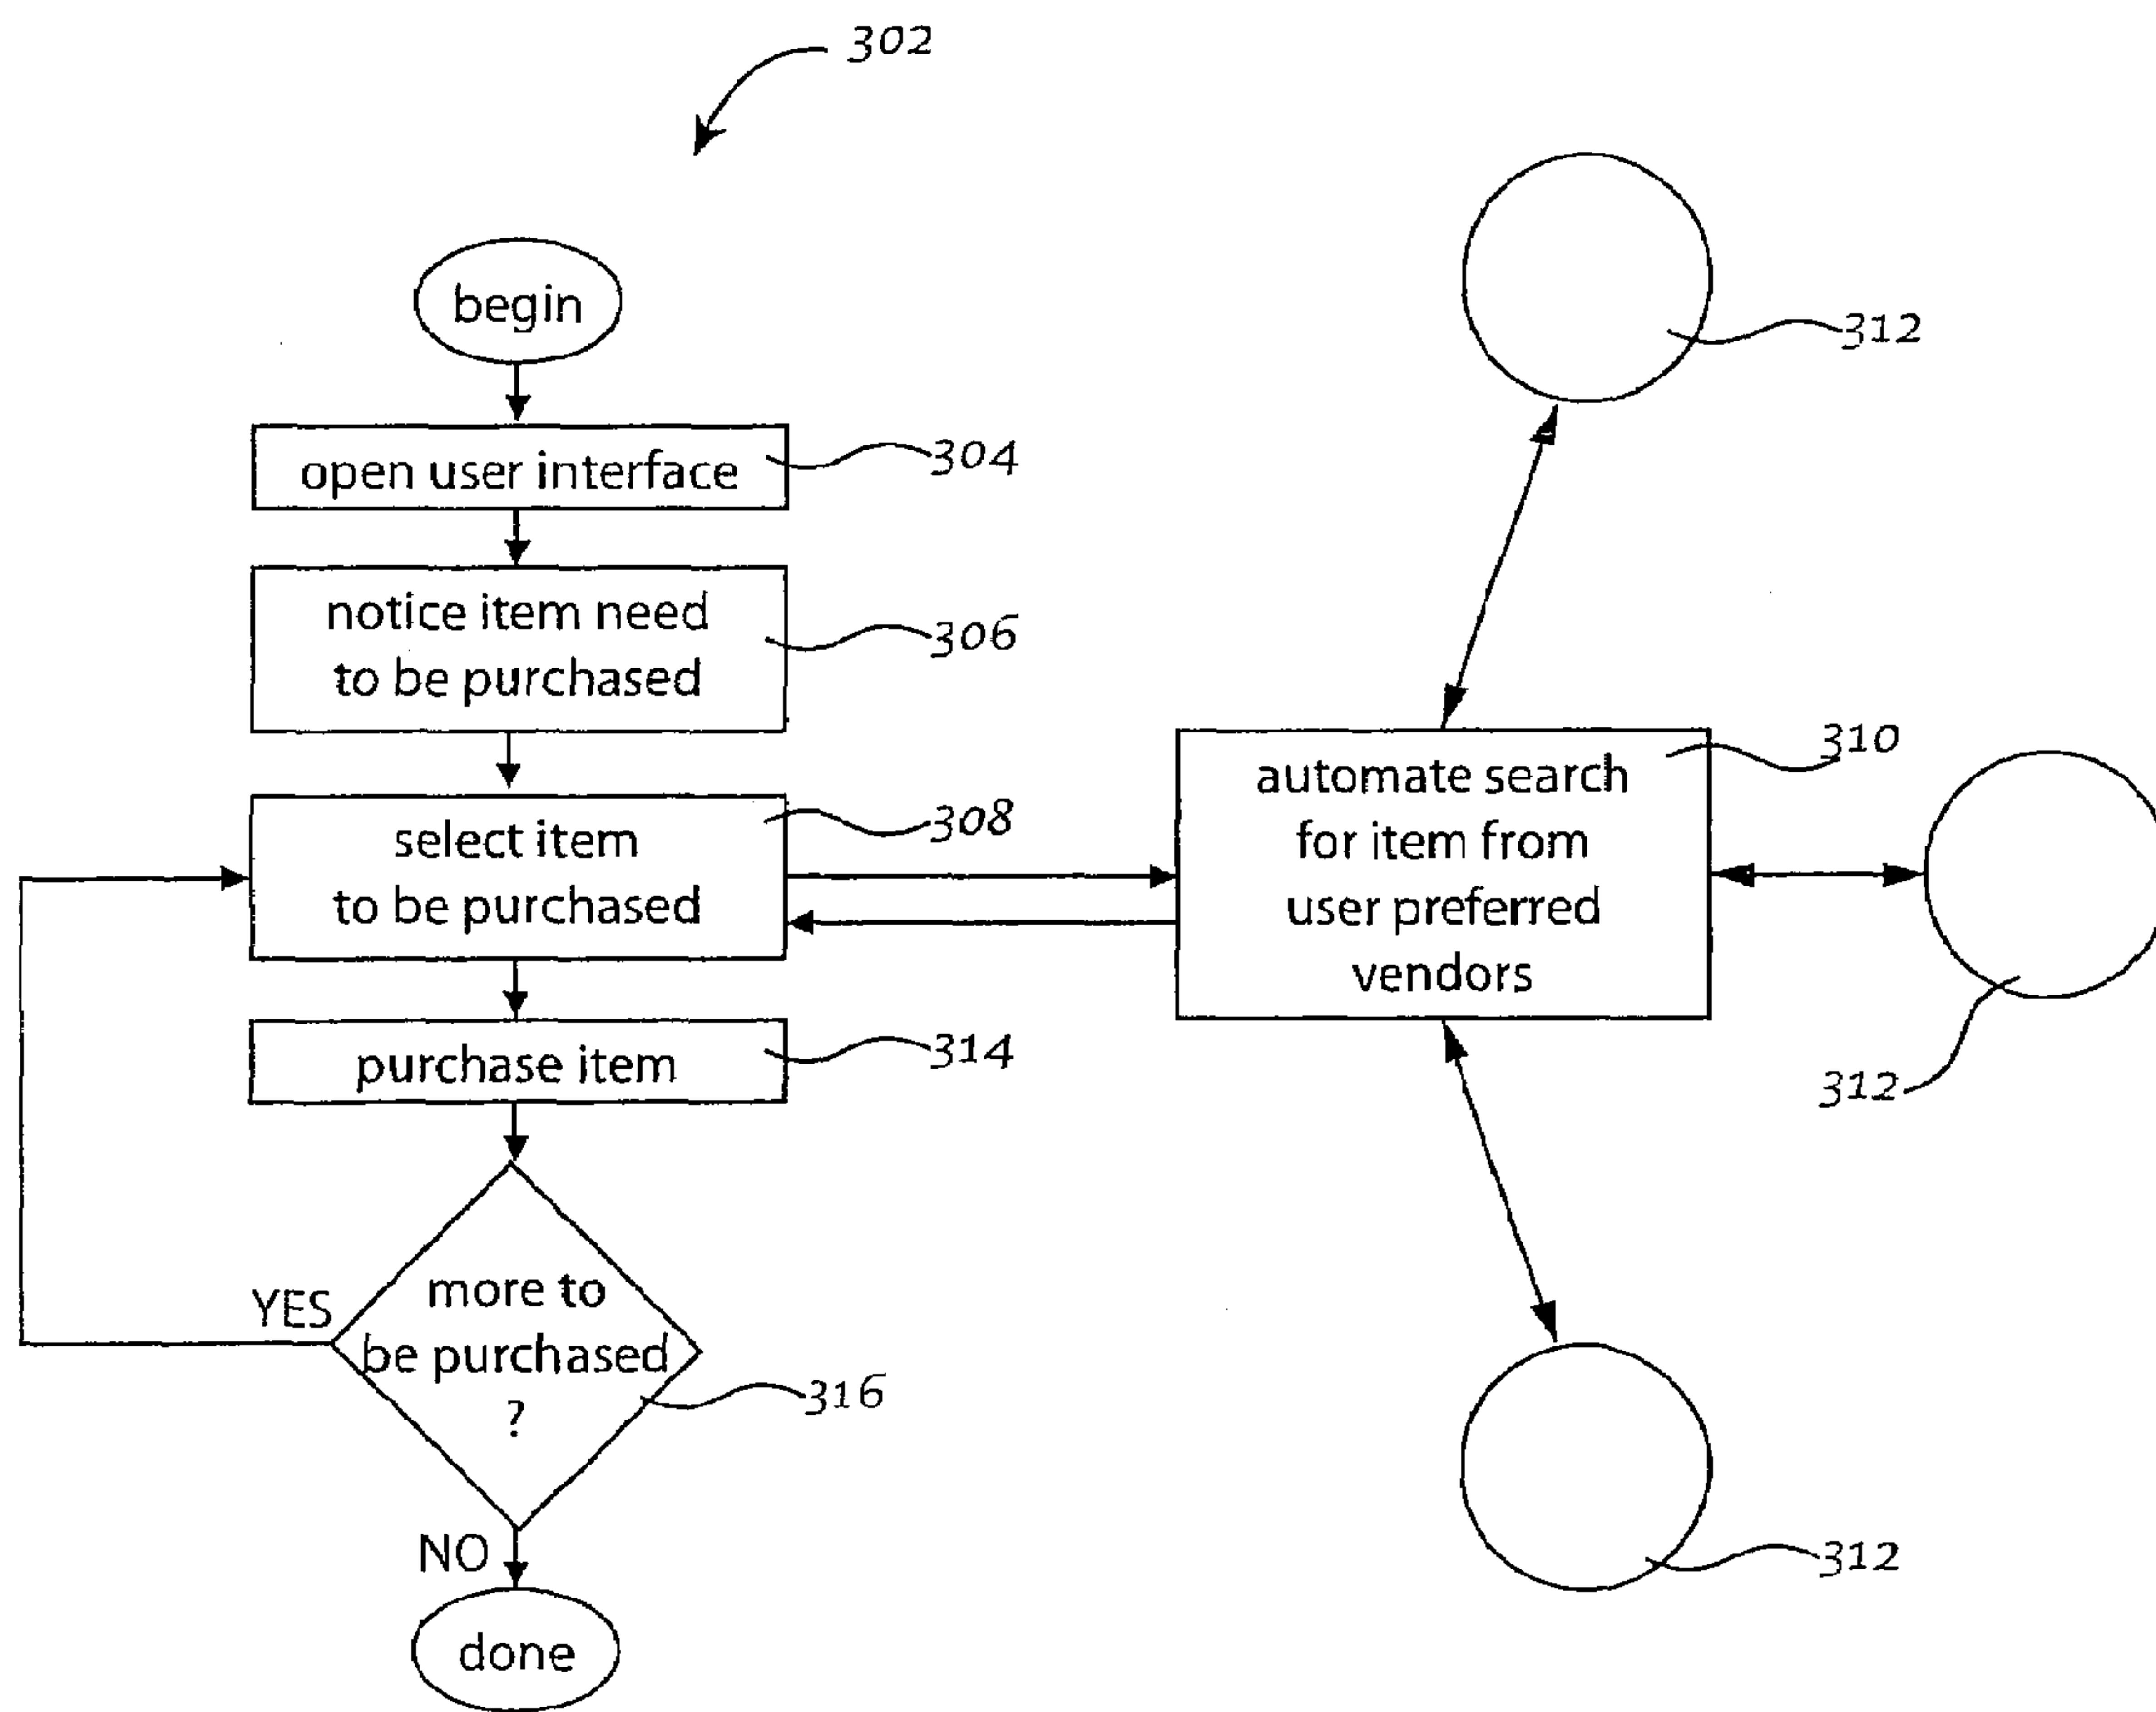 302
begin
312
open user interface
304
notice item need
to be purchased
306
select item
to be purchased
308
automate search
for item from
user preferred
vendors
310
312
purchase item
314
more to
be purchased
?
YES
316
NO
312
done